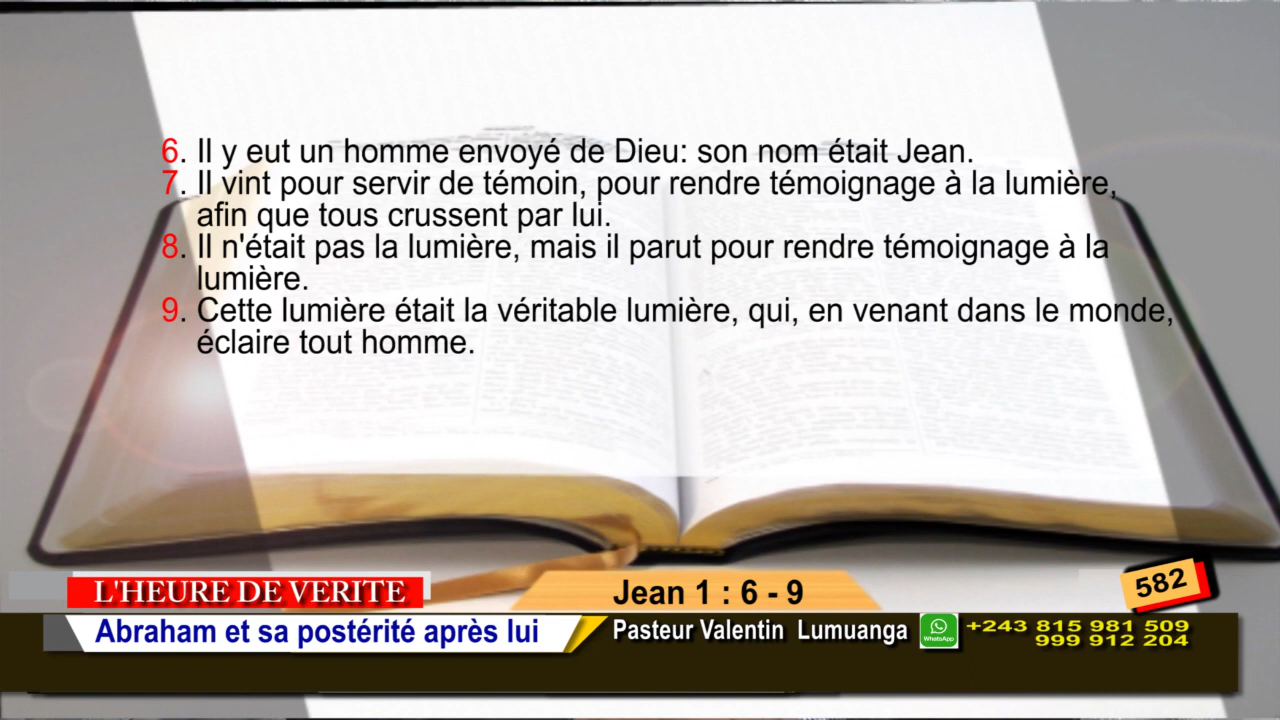 6. Il y eut un homme envoyé de Dieu: son nom était Jean.
7. Il vint pour servir de témoin, pour rendre témoignage à la lumière,
afin que tous crussent par lui.
8. Il n'était pas la lumière, mais il parut pour rendre témoignage à la
lumière.
9. Cette lumière était la véritable lumière, qui, en venant dans le monde,
éclaire tout homme.
L'HEURE DE VERITE
Jean 1 : 6 - 9
582
Abraham et sa postérité après lui
Pasteur Valentin Lumuanga
WhatsApp
+243 815 981 509
999 912 204